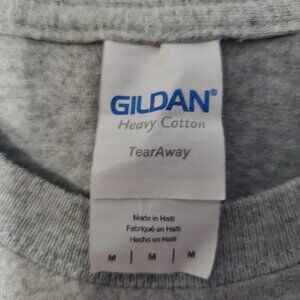 GILDAN®
Heavy Cotton
TearAway
Made in Haiti
Fabriqué en Haïti
Hecho en Haití
M | M | M